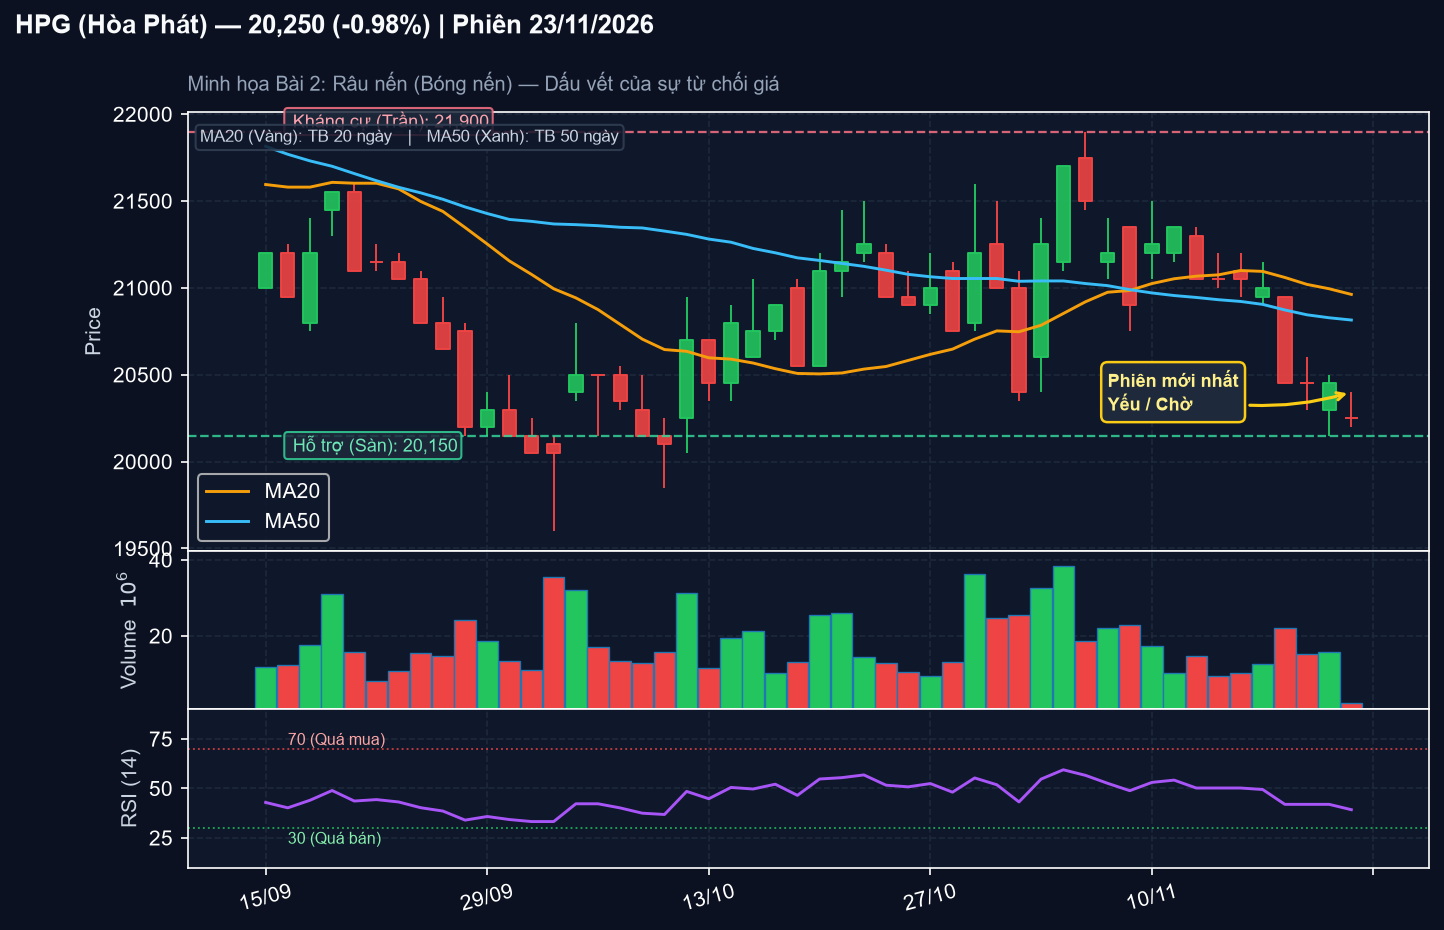 HPG (Hòa Phát) — 20,250 (-0.98%) | Phiên 23/11/2026
Minh họa Bài 2: Râu nến (Bóng nến) — Dấu vết của sự từ chối giá
Kháng cự (Trần): 21,900
MA20 (Vàng): TB 20 ngày | MA50 (Xanh): TB 50 ngày
22000
21500
21000
20500
20000
19500
Price
Phiên mới nhất
Yếu / Chờ
Hỗ trợ (Sàn): 20,150
MA20
MA50
40
20
Volume 10⁶
75
50
25
RSI (14)
70 (Quá mua)
30 (Quá bán)
15/09
29/09
13/10
27/10
10/11